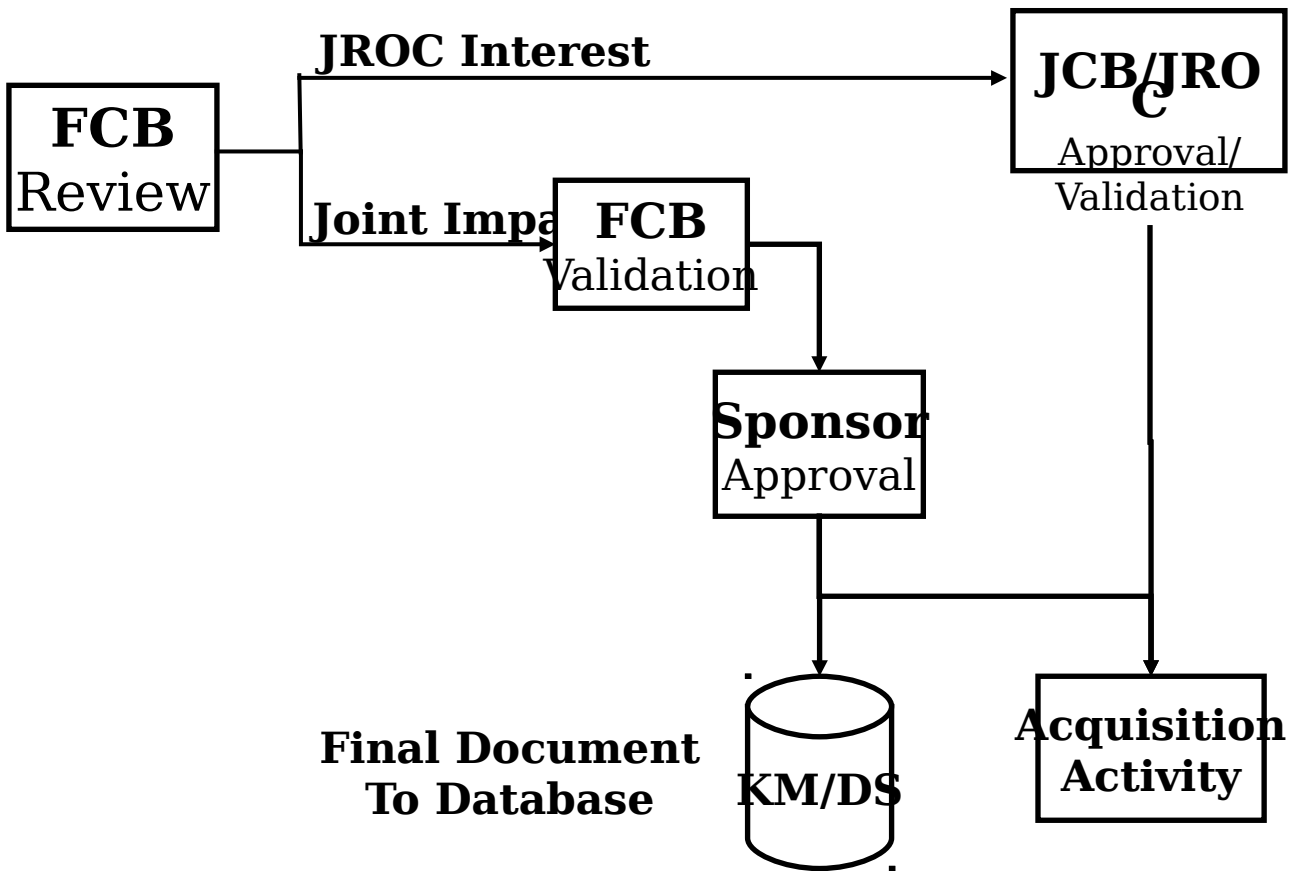 JROC Interest
JCB/JRO
C
Approval/
Validation
FCB
Review
Joint Impa
FCB
Validation
Sponsor
Approval
Final Document
To Database
KM/DS
Acquisition
Activity